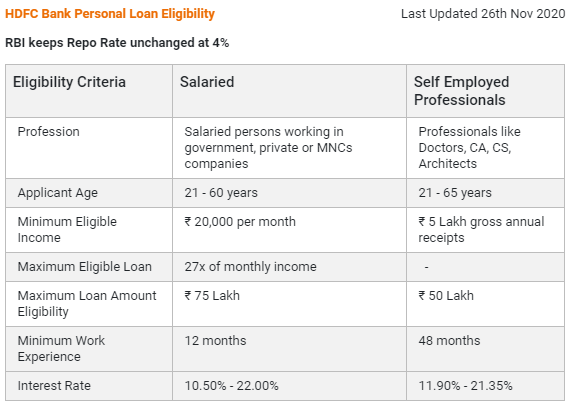 HDFC Bank Personal Loan Eligibility Last Updated 26th Nov 2020
RBI keeps Repo Rate unchanged at 4%
Eligibility Criteria Salaried Self Employed
Professionals
Profession Salaried persons working in Professionals like
government, private or MNCs Doctors, CA, CS,
companies Architects
Applicant Age 21 - 60 years 21 - 65 years
Minimum Eligible ₹ 20,000 per month ₹ 5 Lakh gross annual
Income receipts
Maximum Eligible Loan 27x of monthly income -
Maximum Loan Amount ₹ 75 Lakh ₹ 50 Lakh
Eligibility
Minimum Work 12 months 48 months
Experience
Interest Rate 10.50% - 22.00% 11.90% - 21.35%